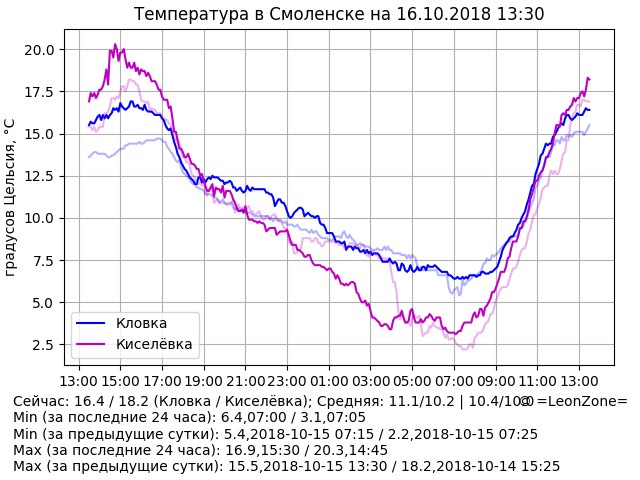 Температура в Смоленске на 16.10.2018 13:30
градусов Цельсия, °C
20.0
17.5
15.0
12.5
10.0
7.5
5.0
2.5
Кловка
Киселёвка
13:00 15:00 17:00 19:00 21:00 23:00 01:00 03:00 05:00 07:00 09:00 11:00 13:00
Сейчас: 16.4 / 18.2 (Кловка / Киселёвка); Средняя: 11.1/10.2 | 10.4/10.0
© =LeonZone=
Min (за последние 24 часа): 6.4,07:00 / 3.1,07:05
Min (за предыдущие сутки): 5.4,2018-10-15 07:15 / 2.2,2018-10-15 07:25
Max (за последние 24 часа): 16.9,15:30 / 20.3,14:45
Max (за предыдущие сутки): 15.5,2018-10-15 13:30 / 18.2,2018-10-14 15:25